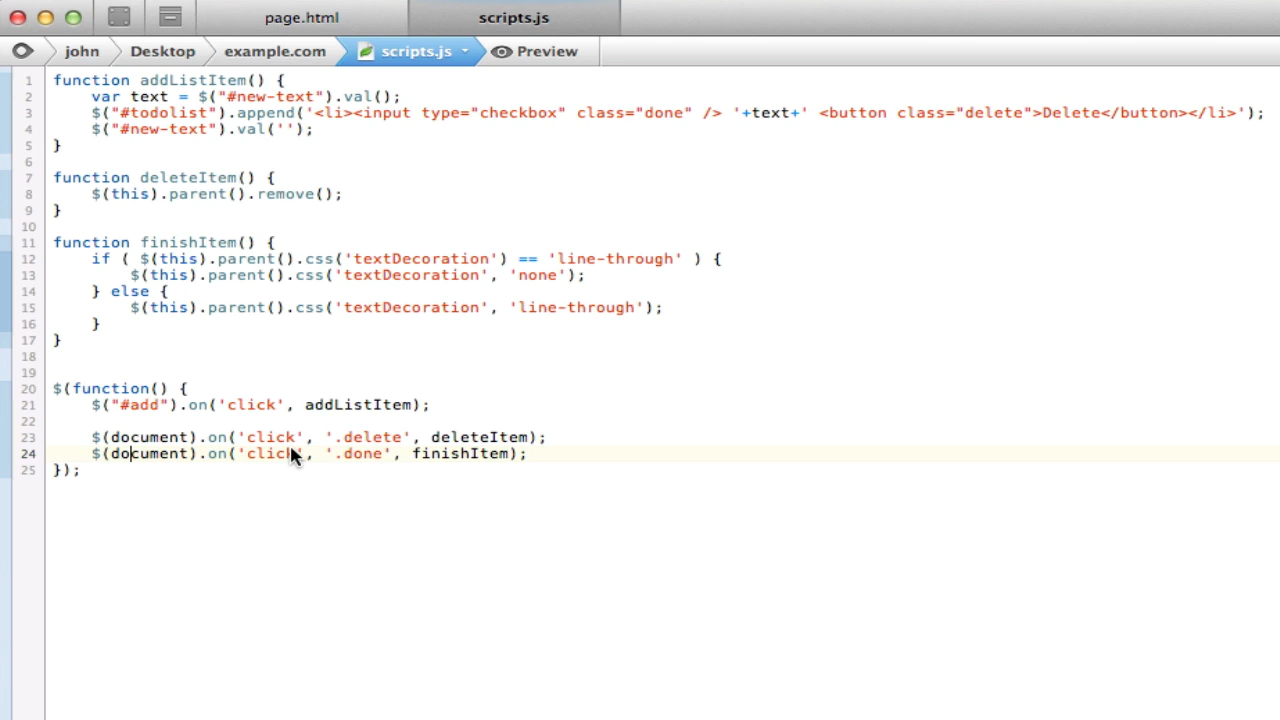 page.html scripts.js
john Desktop example.com scripts.js Preview
1 function addListItem() {
2 var text = $("#new-text").val();
3 $("#todolist").append('<li><input type="checkbox" class="done" /> '+text+' <button class="delete">Delete</button></li>');
4 $("#new-text").val('');
5 }
6
7 function deleteItem() {
8 $(this).parent().remove();
9 }
10
11 function finishItem() {
12 if ( $(this).parent().css('textDecoration') == 'line-through' ) {
13 $(this).parent().css('textDecoration', 'none');
14 } else {
15 $(this).parent().css('textDecoration', 'line-through');
16 }
17 }
18
19
20 $(function() {
21 $("#add").on('click', addListItem);
22
23 $(document).on('click', '.delete', deleteItem);
24 $(document).on('click', '.done', finishItem);
25 });